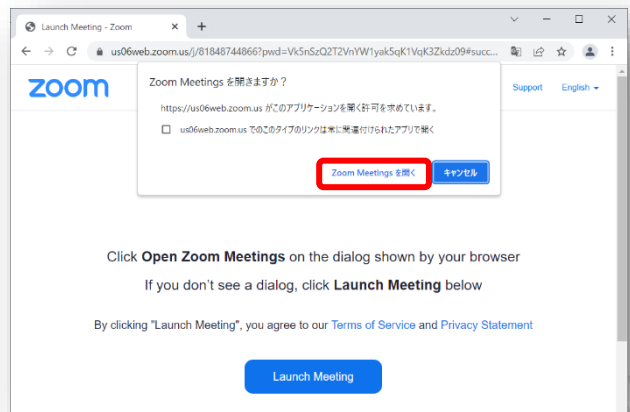 Launch Meeting - Zoom
us06web.zoom.us/j/81848744866?pwd=Vk5nSzQ2T2VnYW1yak5qK1VqK3Zkdz09#succ...
zoom
Support English
Zoom Meetings を開きますか？
https://us06web.zoom.us がこのアプリケーションを開く許可を求めています。
us06web.zoom.us でのこのタイプのリンクは常に関連付けられたアプリで開く
Zoom Meetings を開く キャンセル
Click Open Zoom Meetings on the dialog shown by your browser
If you don't see a dialog, click Launch Meeting below
By clicking "Launch Meeting", you agree to our Terms of Service and Privacy Statement
Launch Meeting